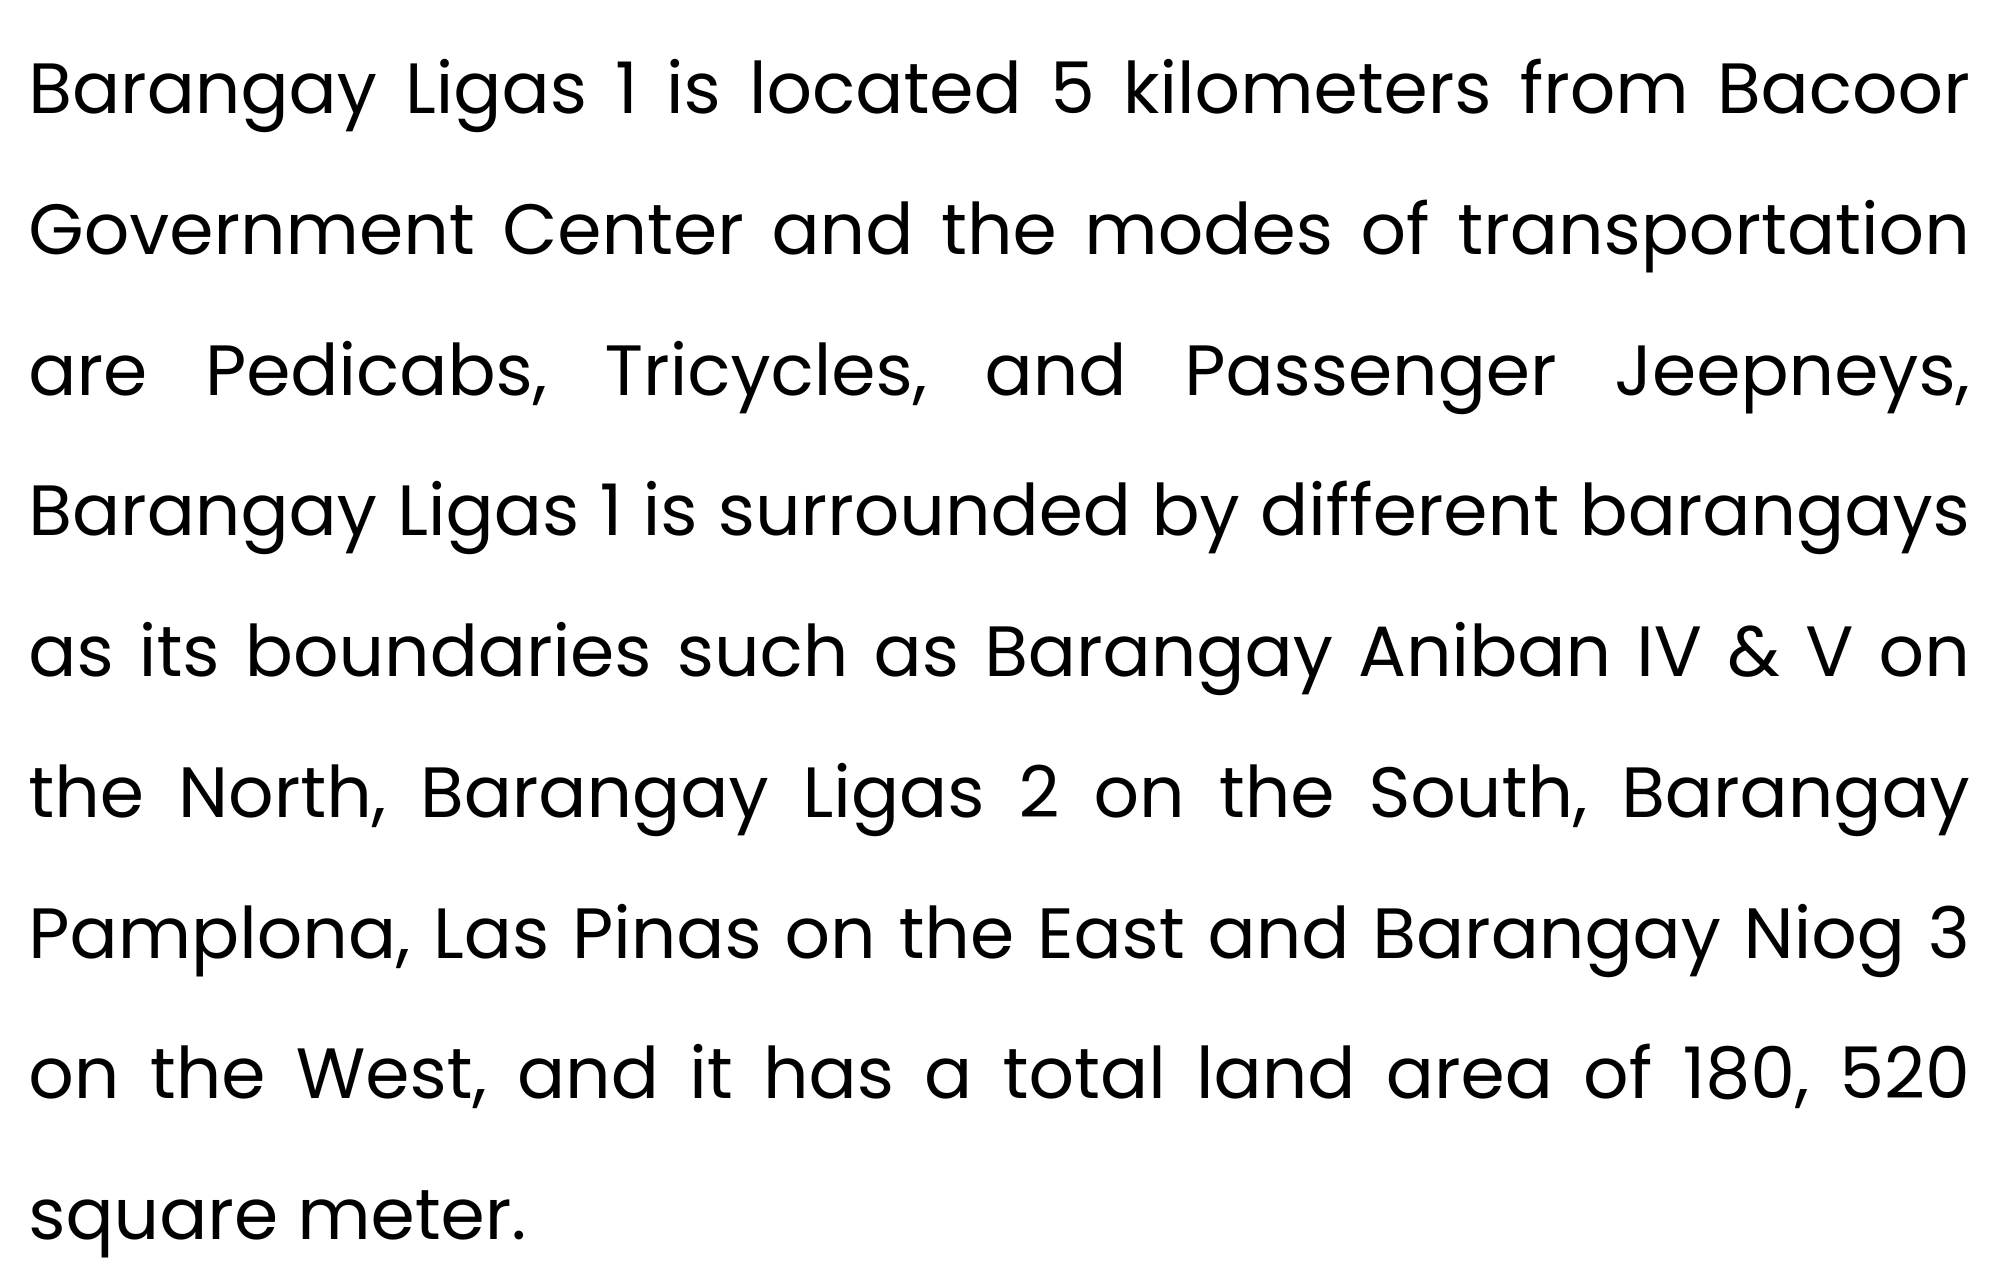 Barangay Ligas 1 is located 5 kilometers from Bacoor
Government Center and the modes of transportation
are Pedicabs, Tricycles, and Passenger Jeepneys,
Barangay Ligas 1 is surrounded by different barangays
as its boundaries such as Barangay Aniban IV & V on
the North, Barangay Ligas 2 on the South, Barangay
Pamplona, Las Pinas on the East and Barangay Niog 3
on the West, and it has a total land area of 180, 520
square meter.